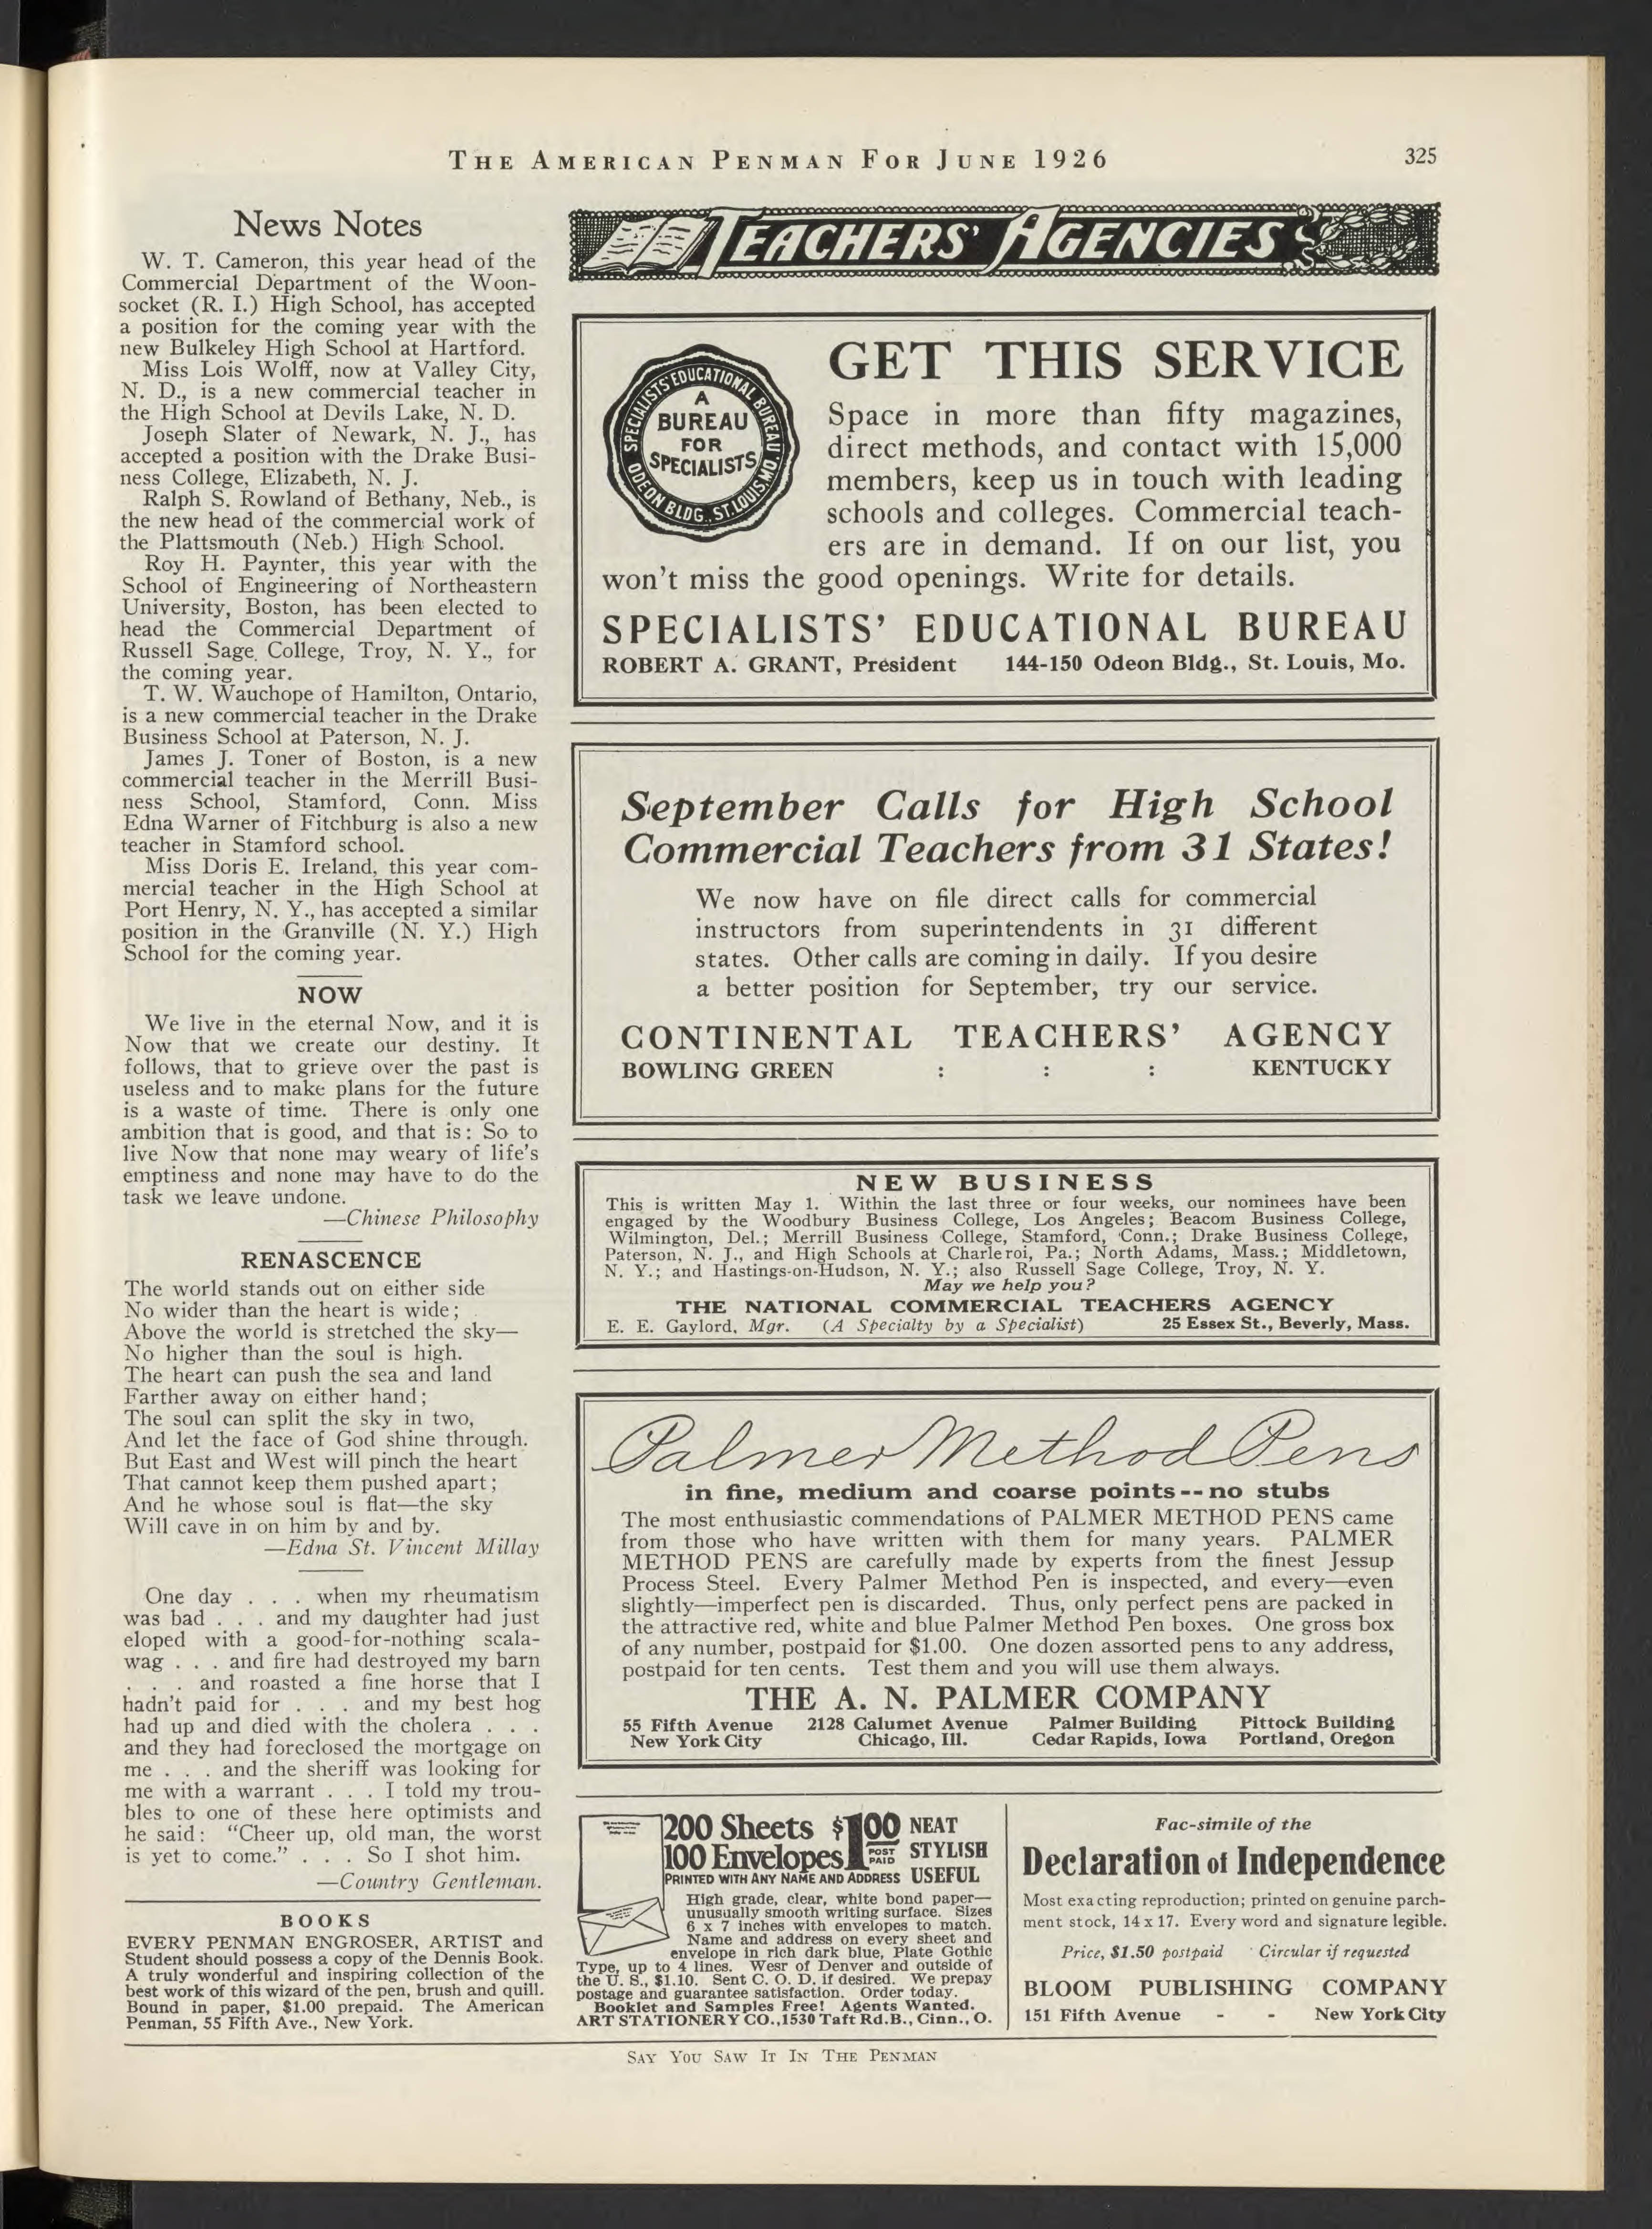 THE AMERICAN PENMAN FOR JUNE 1926
325
News Notes
W. T. Cameron, this year head of the
Commercial Department of the Woon-
socket (R. I.) High School, has accepted
a position for the coming year with the
new Bulkeley High School at Hartford.
Miss Lois Wolff, now at Valley City,
N. D., is a new commercial teacher in
the High School at Devils Lake, N. D.
Joseph Slater of Newark, N. J., has
accepted a position with the Drake Busi-
ness College, Elizabeth, N. J.
Ralph S. Rowland of Bethany, Neb., is
the new head of the commercial work of
the Plattsmouth (Neb.) High School.
Roy H. Paynter, this year with the
School of Engineering of Northeastern
University, Boston, has been elected to
head the Commercial Department of
Russell Sage College, Troy, N. Y., for
the coming year.
T. W. Wauchope of Hamilton, Ontario,
is a new commercial teacher in the Drake
Business School at Paterson, N. J.
James J. Toner of Boston, is a new
commercial teacher in the Merrill Busi-
ness School, Stamford, Conn. Miss
Edna Warner of Fitchburg is also a new
teacher in Stamford school.
Miss Doris E. Ireland, this year com-
mercial teacher in the High School at
Port Henry, N. Y., has accepted a similar
position in the Granville (N. Y.) High
School for the coming year.
NOW
We live in the eternal Now, and it is
Now that we create our destiny. It
follows, that to grieve over the past is
useless and to make plans for the future
is a waste of time. There is only one
ambition that is good, and that is: So to
live Now that none may weary of life's
emptiness and none may have to do the
task we leave undone.
—Chinese Philosophy
RENASCENCE
The world stands out on either side
No wider than the heart is wide;
Above the world is stretched the sky—
No higher than the soul is high.
The heart can push the sea and land
Farther away on either hand;
The soul can split the sky in two,
And let the face of God shine through.
But East and West will pinch the heart
That cannot keep them pushed apart;
And he whose soul is flat—the sky
Will cave in on him by and by.
—Edna St. Vincent Millay
One day . . . when my rheumatism
was bad . . . and my daughter had just
eloped with a good-for-nothing scala-
wag . . . and fire had destroyed my barn
. . . and roasted a fine horse that I
hadn't paid for . . . and my best hog
had up and died with the cholera . . .
and they had foreclosed the mortgage on
me . . . and the sheriff was looking for
me with a warrant . . . I told my trou-
bles to one of these here optimists and
he said: "Cheer up, old man, the worst
is yet to come." . . . So I shot him.
—Country Gentleman.
BOOKS
EVERY PENMAN ENGROSER, ARTIST and
Student should possess a copy of the Dennis Book.
A truly wonderful and inspiring collection of the
best work of this wizard of the pen, brush and quill.
Bound in paper, $1.00 prepaid. The American
Penman, 55 Fifth Ave., New York.
TEACHERS' AGENCIES
SPECIALISTS' EDUCATIONAL BUREAU
ODEON BLDG., ST. LOUIS, MO.
A
BUREAU
FOR
SPECIALISTS
GET THIS SERVICE
Space in more than fifty magazines,
direct methods, and contact with 15,000
members, keep us in touch with leading
schools and colleges. Commercial teach-
ers are in demand. If on our list, you
won't miss the good openings. Write for details.
SPECIALISTS' EDUCATIONAL BUREAU
ROBERT A. GRANT, President 144-150 Odeon Bldg., St. Louis, Mo.
September Calls for High School
Commercial Teachers from 31 States!
We now have on file direct calls for commercial
instructors from superintendents in 31 different
states. Other calls are coming in daily. If you desire
a better position for September, try our service.
CONTINENTAL TEACHERS' AGENCY
BOWLING GREEN : : : KENTUCKY
NEW BUSINESS
This is written May 1. Within the last three or four weeks, our nominees have been
engaged by the Woodbury Business College, Los Angeles; Beacom Business College,
Wilmington, Del.; Merrill Business College, Stamford, Conn.; Drake Business College,
Paterson, N. J., and High Schools at Charleroi, Pa.; North Adams, Mass.; Middletown,
N. Y.; and Hastings-on-Hudson, N. Y.; also Russell Sage College, Troy, N. Y.
May we help you?
THE NATIONAL COMMERCIAL TEACHERS AGENCY
E. E. Gaylord, Mgr. (A Specialty by a Specialist) 25 Essex St., Beverly, Mass.
Palmer Method Pens
in fine, medium and coarse points--no stubs
The most enthusiastic commendations of PALMER METHOD PENS came
from those who have written with them for many years. PALMER
METHOD PENS are carefully made by experts from the finest Jessup
Process Steel. Every Palmer Method Pen is inspected, and every—even
slightly—imperfect pen is discarded. Thus, only perfect pens are packed in
the attractive red, white and blue Palmer Method Pen boxes. One gross box
of any number, postpaid for $1.00. One dozen assorted pens to any address,
postpaid for ten cents. Test them and you will use them always.
THE A. N. PALMER COMPANY
55 Fifth Avenue 2128 Calumet Avenue Palmer Building Pittock Building
New York City Chicago, Ill. Cedar Rapids, Iowa Portland, Oregon
200 Sheets $1.00 NEAT
100 Envelopes POST PAID STYLISH
PRINTED WITH ANY NAME AND ADDRESS USEFUL
High grade, clear, white bond paper—
unusually smooth writing surface. Sizes
6 x 7 inches with envelopes to match.
Name and address on every sheet and
envelope in rich dark blue, Plate Gothic
Type, up to 4 lines. Wesr of Denver and outside of
the U. S., $1.10. Sent C. O. D. if desired. We prepay
postage and guarantee satisfaction. Order today.
Booklet and Samples Free! Agents Wanted.
ART STATIONERY CO., 1530 Taft Rd.B., Cinn., O.
Fac-simile of the
Declaration of Independence
Most exacting reproduction; printed on genuine parch-
ment stock, 14 x 17. Every word and signature legible.
Price, $1.50 postpaid Circular if requested
BLOOM PUBLISHING COMPANY
151 Fifth Avenue - - New York City
SAY YOU SAW IT IN THE PENMAN